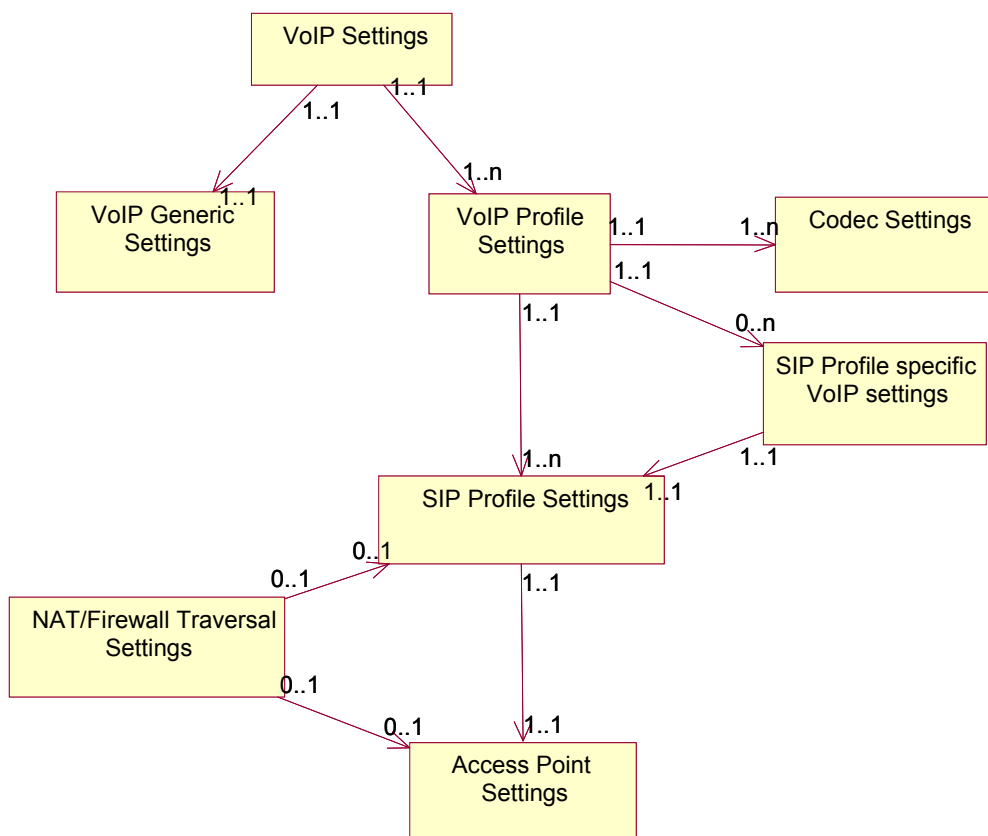 VoIP Settings
1..1
1..1
1..n
1..1
VoIP Generic
Settings
VoIP Profile
Settings
Codec Settings
1..1
1..n
1..1
1..1
0..n
SIP Profile specific
VoIP settings
1..1
1..n
1..1
SIP Profile Settings
0..1
0..1
1..1
NAT/Firewall Traversal
Settings
0..1
0..1
1..1
Access Point
Settings